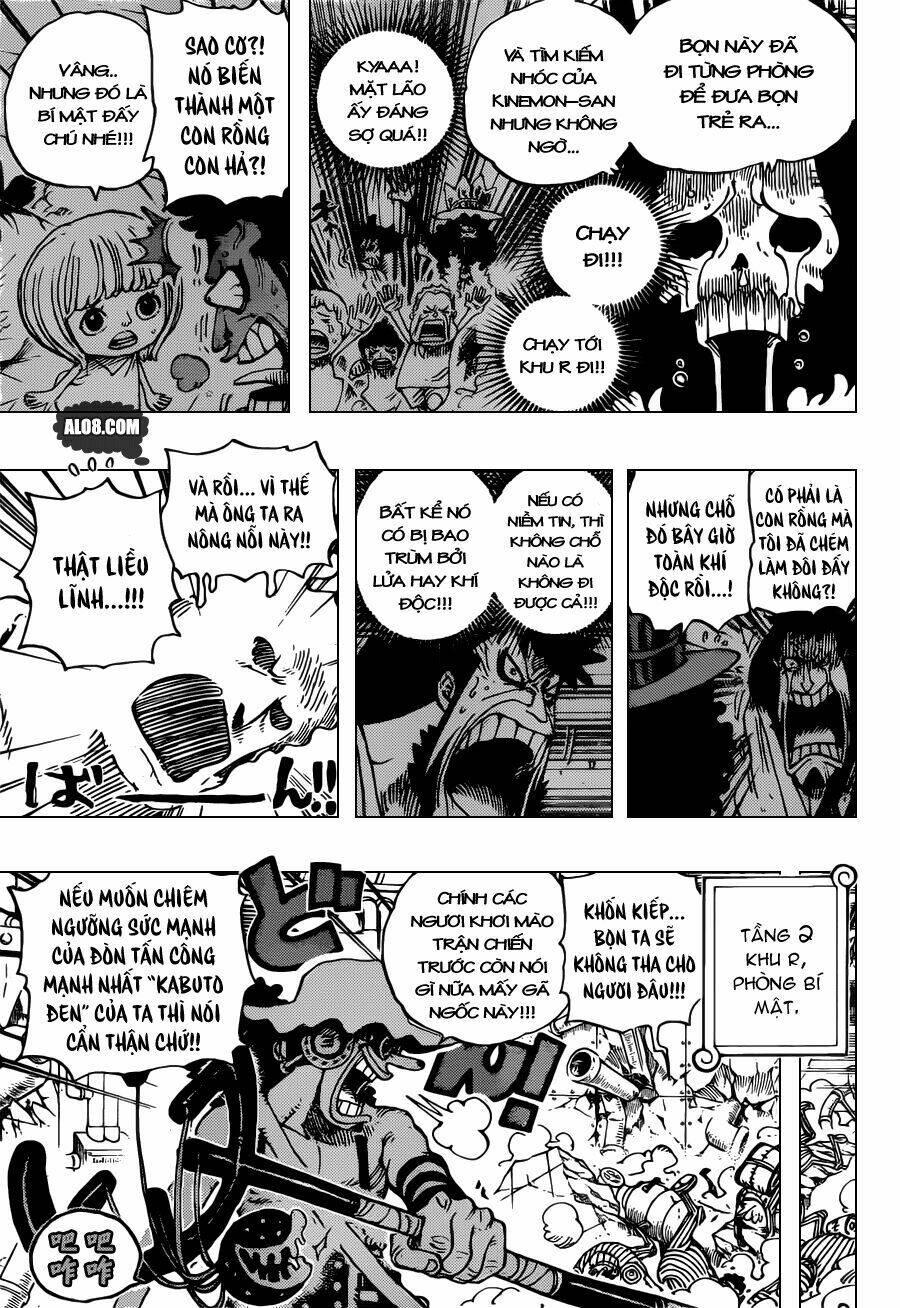 BỌN NÀY ĐÃ
ĐI TỪNG PHÒNG
ĐỂ ĐƯA BỌN
TRẺ RA...
VÀ TÌM KIẾM
NHÓC CỦA
KINEMON-SAN
NHƯNG KHÔNG
NGỜ...
KYAAA!
MẶT LÃO
ẤY ĐÁNG
SỢ QUÁ!!
CHẠY
ĐI!!!
CHẠY TỚI
KHU R ĐI!!
SAO CƠ?!
NÓ BIẾN
THÀNH MỘT
CON RỒNG
CON HẢ?!
VÂNG..
NHƯNG ĐÓ LÀ
BÍ MẬT ĐẤY
CHÚ NHÉ!!!
ALO8.COM
CÓ PHẢI LÀ
CON RỒNG MÀ
TÔI ĐÃ CHÉM
LÀM ĐÔI ĐẤY
KHÔNG?!
NHƯNG CHỖ
ĐÓ BÂY GIỜ
TOÀN KHÍ
ĐỘC RỒI...!
NẾU CÓ
NIỀM TIN, THÌ
KHÔNG CHỖ
NÀO LÀ
KHÔNG ĐI
ĐƯỢC CẢ!!!
BẤT KỂ NÓ
CÓ BỊ BAO
TRÙM BỞI
LỬA HAY KHÍ
ĐỘC!!!
VÀ RỒI... VÌ THẾ
MÀ ÔNG TA RA
NÔNG NỖI NÀY!!
THẬT LIỀU
LĨNH...!!!
ばーん!!
TẦNG 2
KHU R,
PHÒNG BÍ
MẬT.
KHỐN KIẾP...
BỌN TA SẼ
KHÔNG THA CHO
NGƯƠI ĐÂU!!!
CHÍNH CÁC
NGƯƠI KHƠI MÀO
TRẬN CHIẾN
TRƯỚC CÒN NÓI
GÌ NỮA MẤY GÃ
NGỐC NÀY!!!
NẾU MUỐN CHIÊM
NGƯỠNG SỨC MẠNH
CỦA ĐÒN TẤN CÔNG
MẠNH NHẤT “KABUTO
DEN” CỦA TA THÌ NÓI
CẨN THẬN CHỨ!!
どん!
吧吧
咋咋